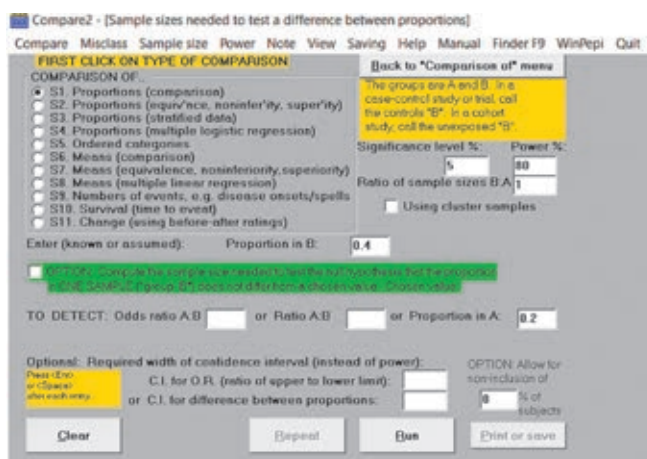 Compare2 - [Sample sizes needed to test a difference between proportions]
Compare Misclass Sample size Power Note View Saving Help Manual Finder F9 WinPepi Quit
FIRST CLICK ON TYPE OF COMPARISON
Back to "Comparison of" menu
COMPARISON OF...
S1. Proportions (comparison)
S2. Proportions (equiv'nce, noninfer'ity, super'ity)
S3. Proportions (stratified data)
S4. Proportions (multiple logistic regression)
S5. Ordered categories
S6. Means (comparison)
S7. Means (equivalence, noninferiority, superiority)
S8. Means (multiple linear regression)
S9. Numbers of events, e.g. disease onsets/spells
S10. Survival (time to event)
S11. Change (using before-after ratings)
The groups are A and B. In a
case-control study or trial, call
the controls "B". In a cohort
study, call the unexposed "B".
Significance level %: Power %:
5 80
Ratio of sample sizes B:A 1
Using cluster samples
Enter (known or assumed): Proportion in B: 0.4
OPTION: Compute the sample size needed to test the null hypothesis that the proportion
in ONE SAMPLE ("group B") does not differ from a chosen value. Chosen value:
TO DETECT: Odds ratio A:B or Ratio A:B or Proportion in A: 0.2
Optional: Required width of confidence interval (instead of power):
Press <Ent>
or <Space>
after each entry.
C.I. for O.R. (ratio of upper to lower limit):
or C.I. for difference between proportions:
OPTION: Allow for
non-inclusion of
0 % of
subjects
Clear Repeat Run Print or save